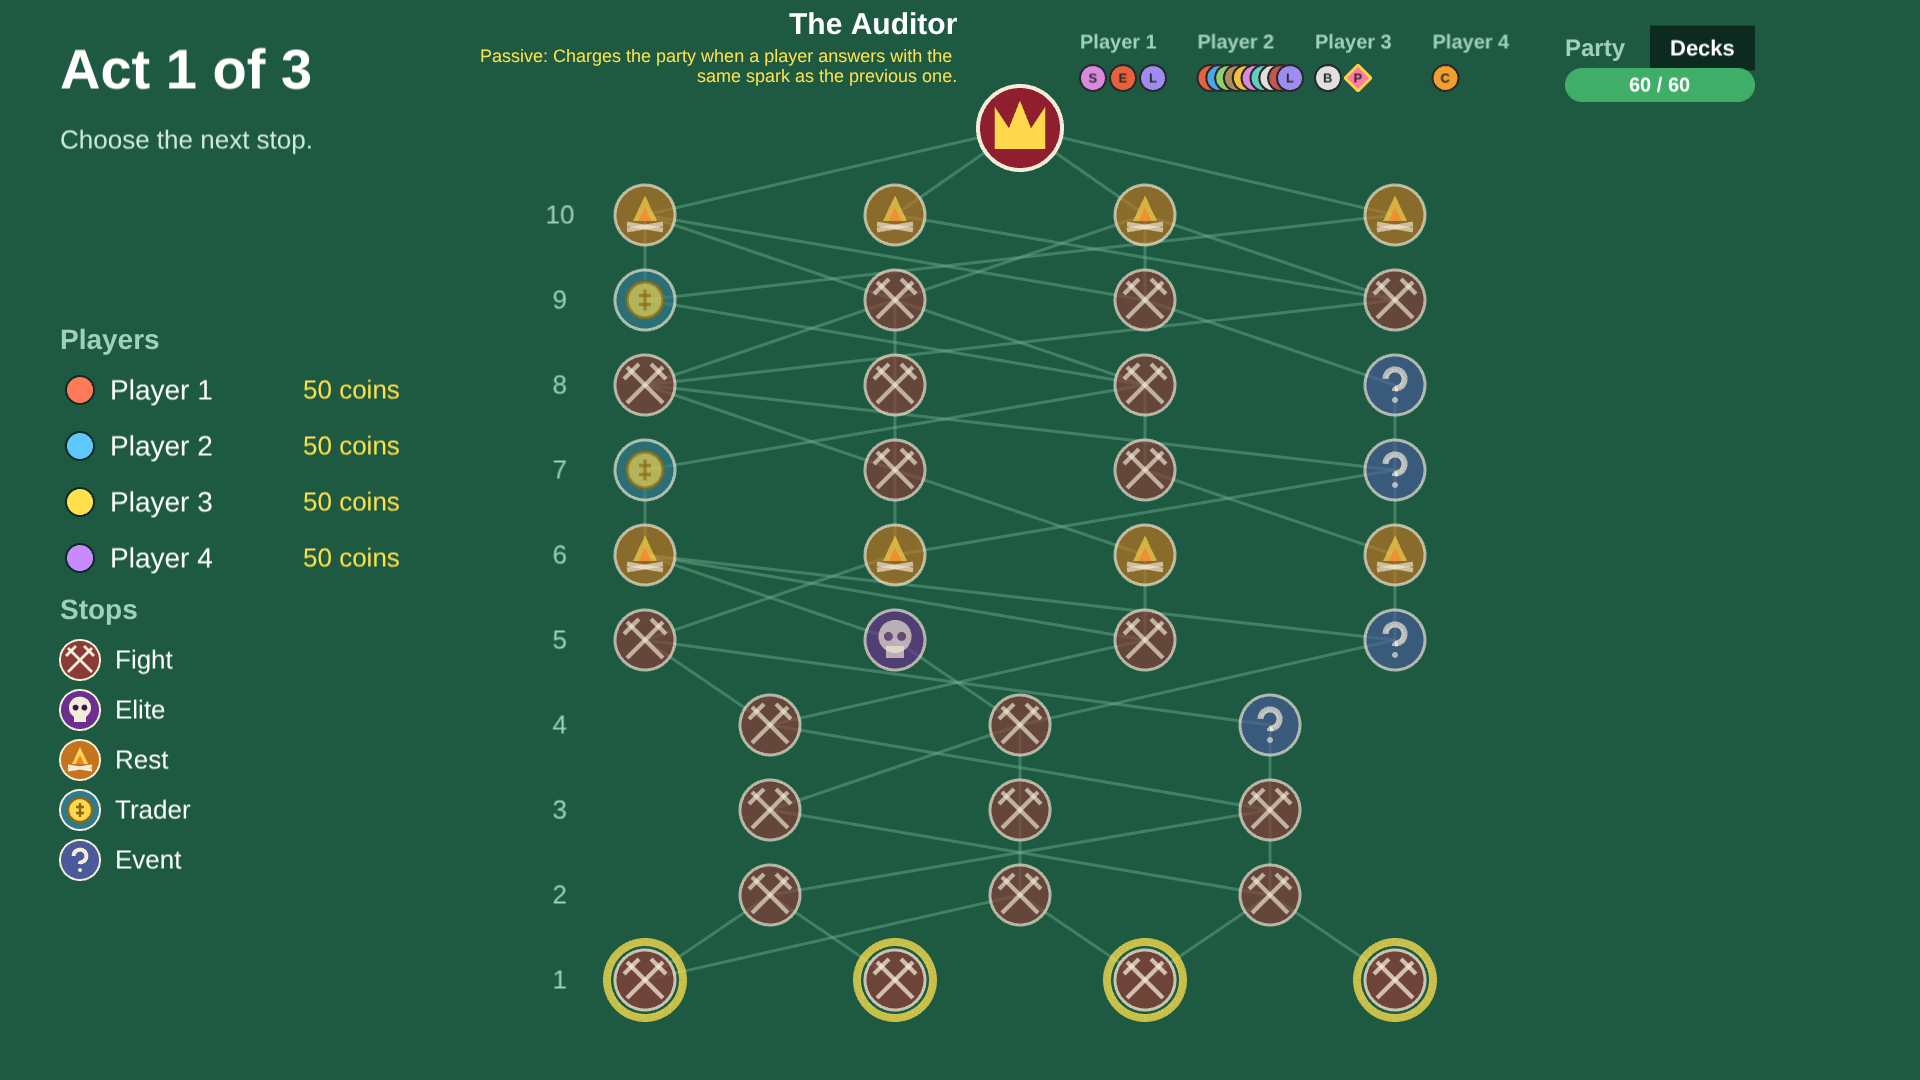 Act 1 of 3
Choose the next stop.
The Auditor
Passive: Charges the party when a player answers with the
same spark as the previous one.
Player 1
S E L
Player 2
L
Player 3
B P
Player 4
C
Party
Decks
60 / 60
10
9
8
7
6
5
4
3
2
1
Players
Player 1 50 coins
Player 2 50 coins
Player 3 50 coins
Player 4 50 coins
Stops
Fight
Elite
Rest
Trader
Event